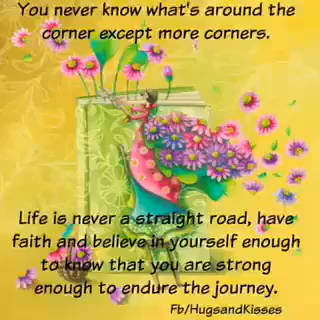 You never know what's around the
corner except more corners.
Life is never a straight road, have
faith and believe in yourself enough
to know that you are strong
enough to endure the journey.
Fb/HugsandKisses